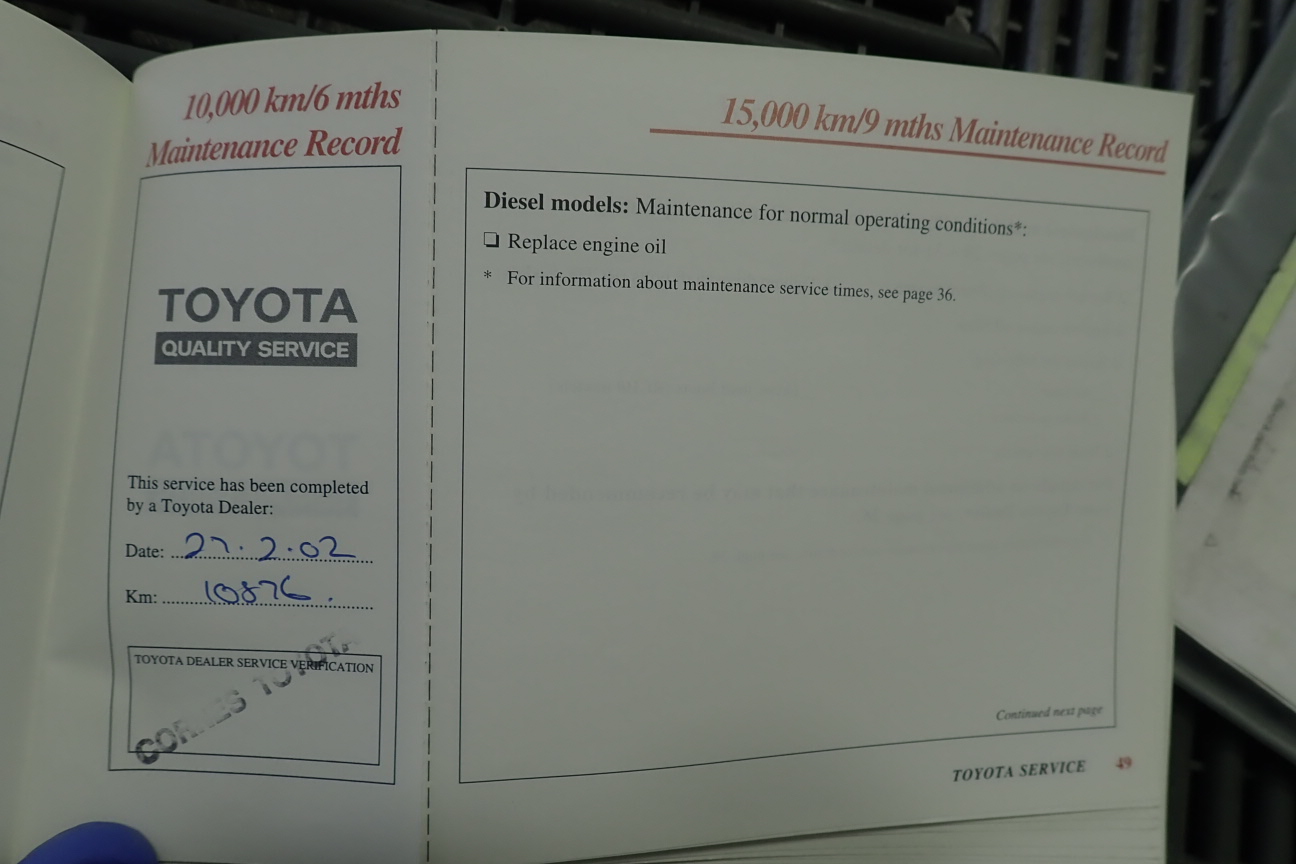 10,000 km/6 mths
Maintenance Record
TOYOTA
QUALITY SERVICE
This service has been completed
by a Toyota Dealer:
Date: 27.2.02
Km: 10876.
TOYOTA DEALER SERVICE VERIFICATION
TOYOTA
15,000 km/9 mths Maintenance Record
Diesel models: Maintenance for normal operating conditions*:
❑ Replace engine oil
* For information about maintenance service times, see page 36.
Continued next page
TOYOTA SERVICE 49